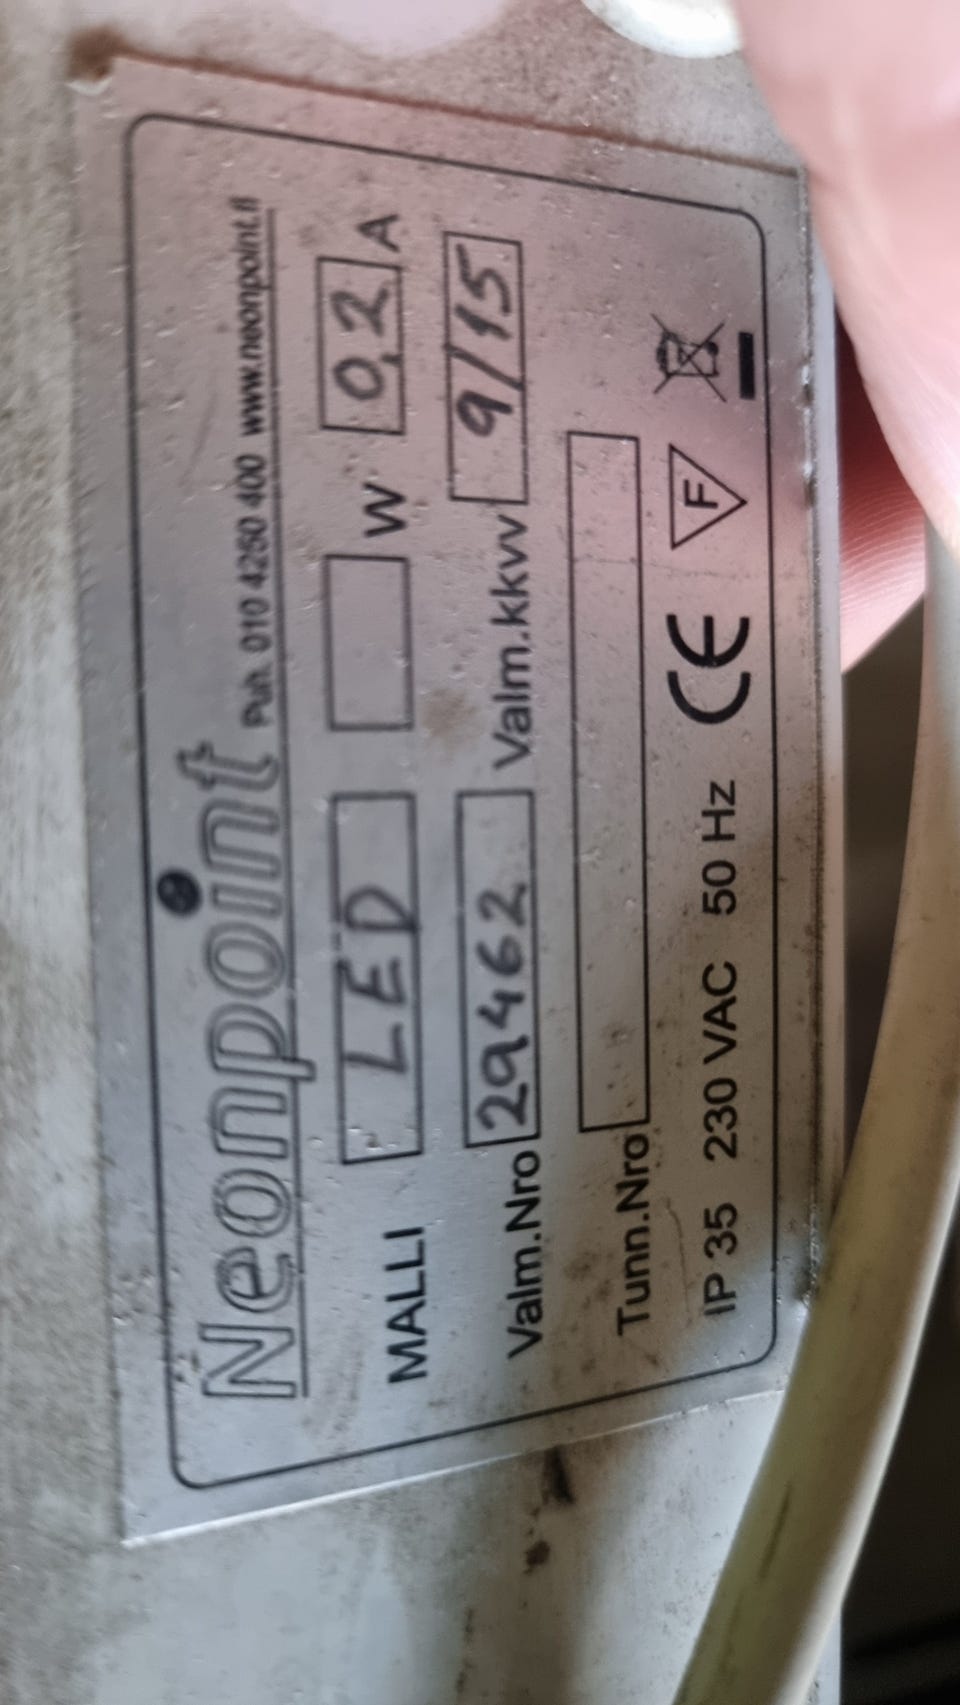 Neonpoint Puh. 010 4250 400 www.neonpoint.fi
MALLI LED W 0,2 A
Valm.Nro 29462 Valm.kkvv 9/15
Tunn.Nro
IP 35 230 VAC 50 Hz CE F